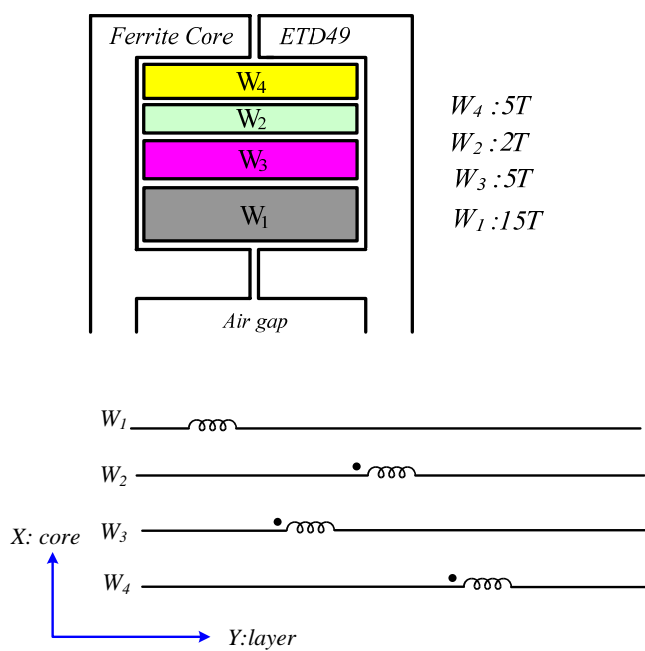 Ferrite Core ETD49
W4
W2
W3
W1
W4 :5T
W2 :2T
W3 :5T
W1 :15T
Air gap
W1
W2
W3
X: core
W4
Y:layer